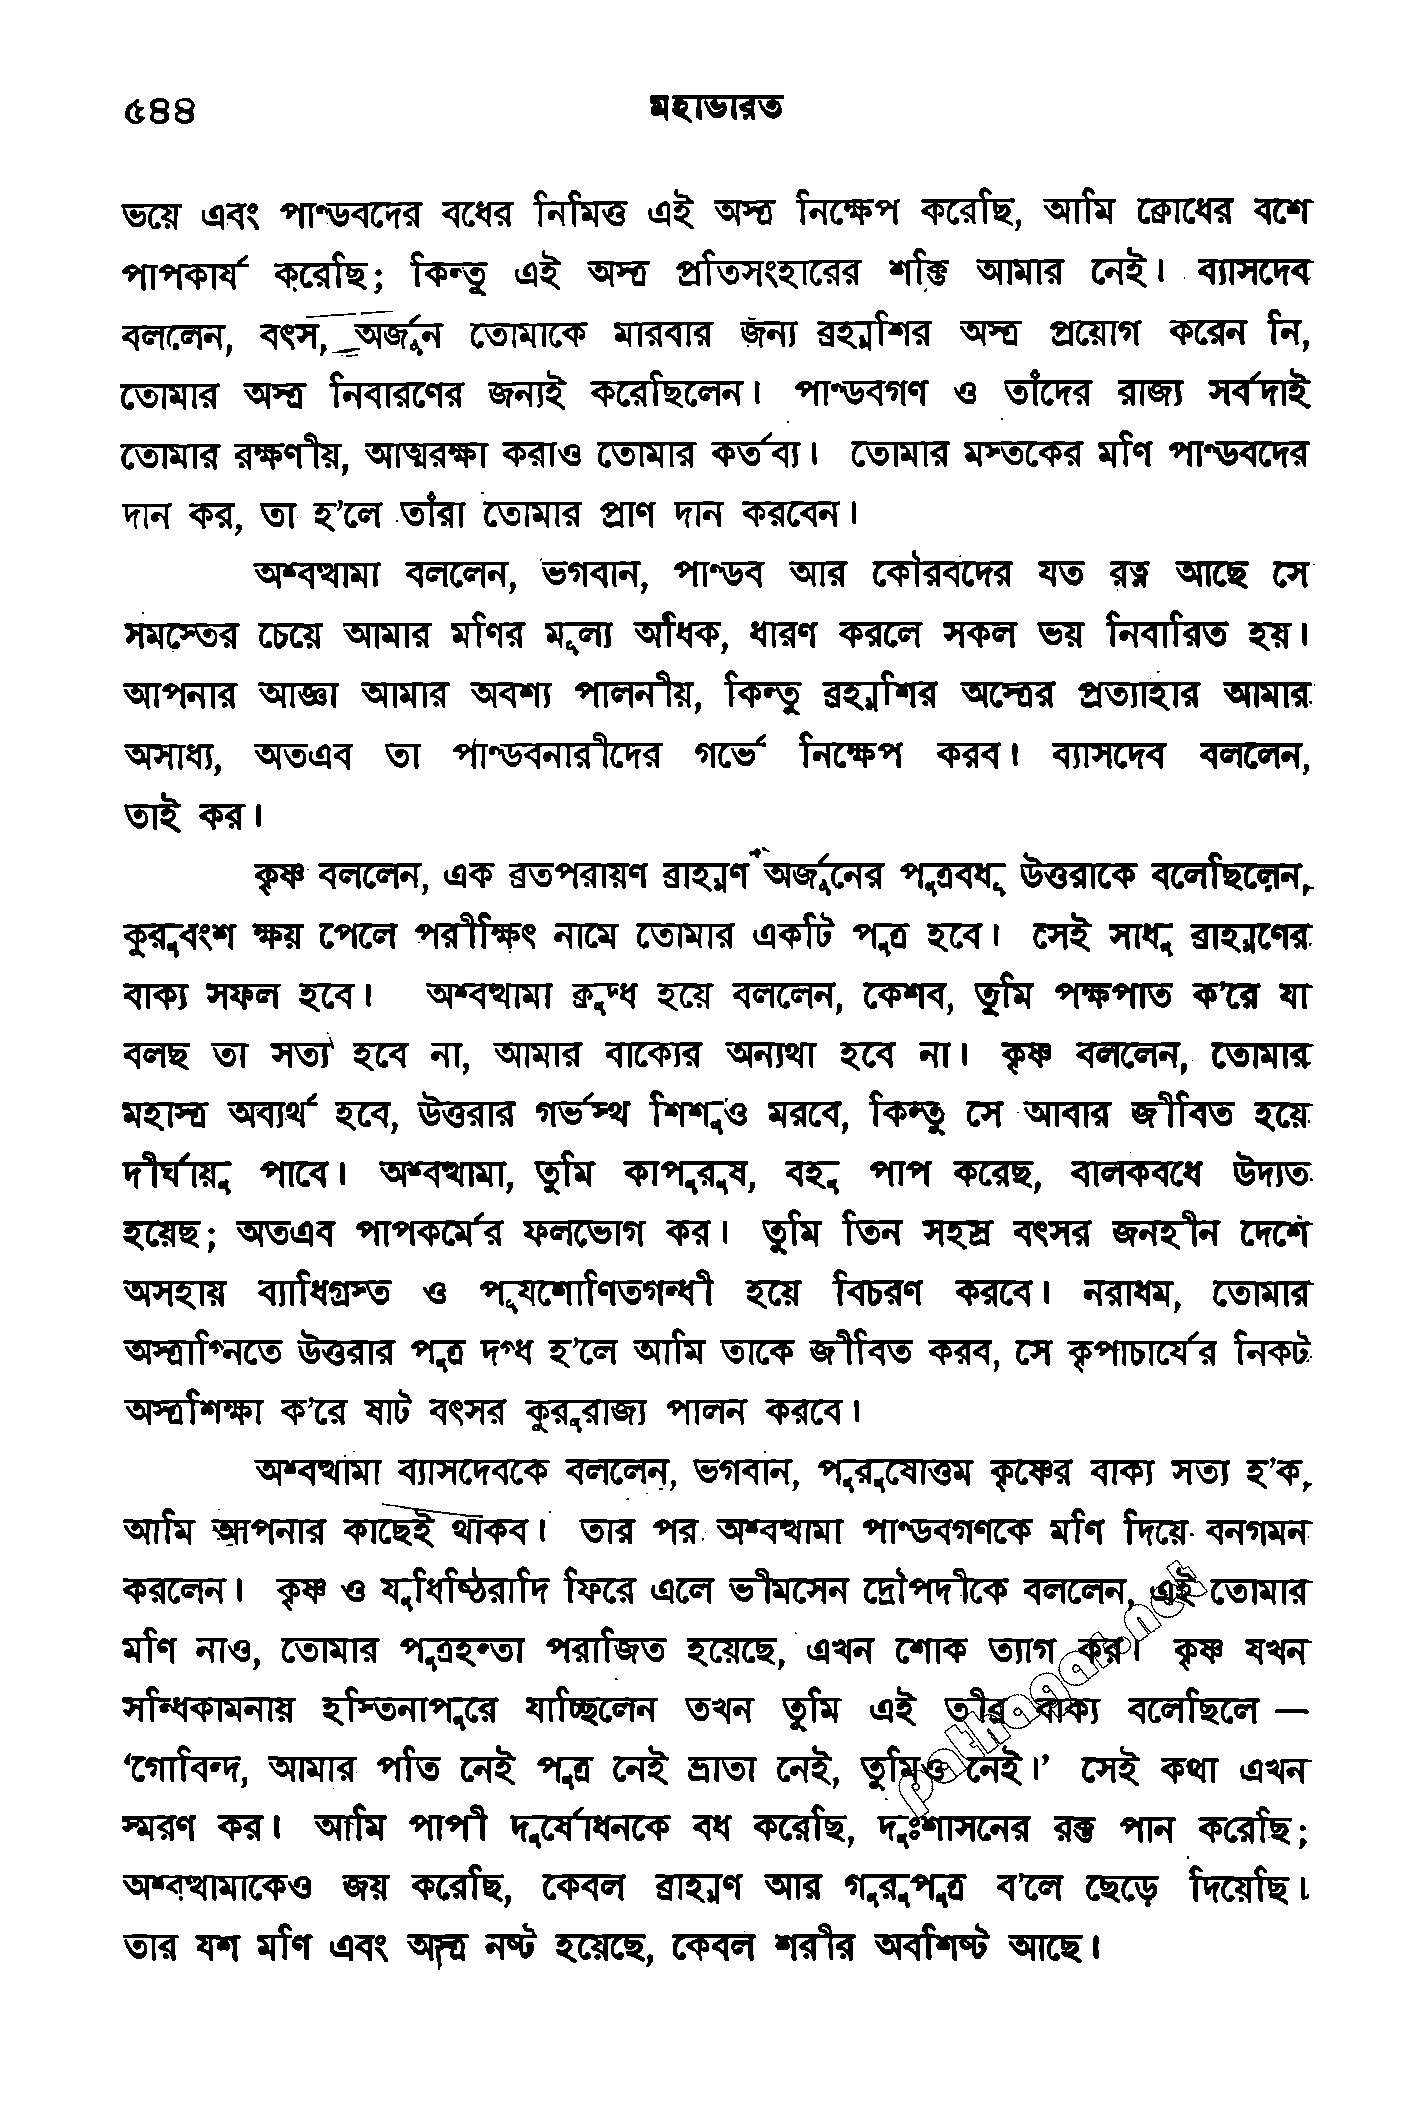 ৫৪৪ মহাভারত
ভয়ে এবং পাণ্ডবদের বধের নিমিত্ত এই অস্ত্র নিক্ষেপ করেছি, আমি ক্রোধের বশে
পাপকার্য করেছি; কিন্তু এই অস্ত্র প্রতিসংহারের শক্তি আমার নেই। ব্যাসদেব
বললেন, বৎস, অর্জুন তোমাকে মারবার জন্য ব্রহ্মশির অস্ত্র প্রয়োগ করেন নি,
তোমার অস্ত্র নিবারণের জন্যই করেছিলেন। পাণ্ডবগণ ও তাঁদের রাজ্য সর্বদাই
তোমার রক্ষণীয়, আত্মরক্ষা করাও তোমার কর্তব্য। তোমার মস্তকের মণি পাণ্ডবদের
দান কর, তা হ'লে তাঁরা তোমার প্রাণ দান করবেন।
অশ্বত্থামা বললেন, ভগবান, পাণ্ডব আর কৌরবদের যত রত্ন আছে সে
সমস্তের চেয়ে আমার মণির মূল্য অধিক, ধারণ করলে সকল ভয় নিবারিত হয়।
আপনার আজ্ঞা আমার অবশ্য পালনীয়, কিন্তু ব্রহ্মশির অস্ত্রের প্রত্যাহার আমার
অসাধ্য, অতএব তা পাণ্ডবনারীদের গর্ভে নিক্ষেপ করব। ব্যাসদেব বললেন,
তাই কর।
কৃষ্ণ বললেন, এক ব্রতপরায়ণ ব্রাহ্মণ অর্জুনের পুত্রবধূ উত্তরাকে বলেছিলেন,
কুরুবংশ ক্ষয় পেলে পরীক্ষিৎ নামে তোমার একটি পুত্র হবে। সেই সাধু ব্রাহ্মণের
বাক্য সফল হবে। অশ্বত্থামা ক্রুদ্ধ হয়ে বললেন, কেশব, তুমি পক্ষপাত ক'রে যা
বলছ তা সত্য হবে না, আমার বাক্যের অন্যথা হবে না। কৃষ্ণ বললেন, তোমার
মহাস্ত্র অব্যর্থ হবে, উত্তরার গর্ভস্থ শিশুও মরবে, কিন্তু সে আবার জীবিত হয়ে
দীর্ঘায়ু পাবে। অশ্বত্থামা, তুমি কাপুরুষ, বহু পাপ করেছ, বালকবধে উদ্যত
হয়েছ; অতএব পাপকর্মের ফলভোগ কর। তুমি তিন সহস্র বৎসর জনহীন দেশে
অসহায় ব্যাধিগ্রস্ত ও পূযশোণিতগন্ধী হয়ে বিচরণ করবে। নরাধম, তোমার
অস্ত্রাগ্নিতে উত্তরার পুত্র দগ্ধ হ'লে আমি তাকে জীবিত করব, সে কৃপাচার্যের নিকট
অস্ত্রশিক্ষা ক'রে ষাট বৎসর কুরুরাজ্য পালন করবে।
অশ্বত্থামা ব্যাসদেবকে বললেন, ভগবান, পুরুষোত্তম কৃষ্ণের বাক্য সত্য হ'ক,
আমি আপনার কাছেই থাকব। তার পর অশ্বত্থামা পাণ্ডবগণকে মণি দিয়ে বনগমন
করলেন। কৃষ্ণ ও যুধিষ্ঠিরাদি ফিরে এলে ভীমসেন দ্রৌপদীকে বললেন, এই তোমার
মণি নাও, তোমার পুত্রহন্তা পরাজিত হয়েছে, এখন শোক ত্যাগ কর। কৃষ্ণ যখন
সন্ধিকামনায় হস্তিনাপুরে যাচ্ছিলেন তখন তুমি এই তীব্র বাক্য বলেছিলে —
‘গোবিন্দ, আমার পতি নেই পুত্র নেই ভ্রাতা নেই, তুমিও নেই।’ সেই কথা এখন
স্মরণ কর। আমি পাপী দুর্যোধনকে বধ করেছি, দুঃশাসনের রক্ত পান করেছি;
অশ্বত্থামাকেও জয় করেছি, কেবল ব্রাহ্মণ আর গুরুপুত্র ব'লে ছেড়ে দিয়েছি।
তার যশ মণি এবং অস্ত্র নষ্ট হয়েছে, কেবল শরীর অবশিষ্ট আছে।
pathagar.net